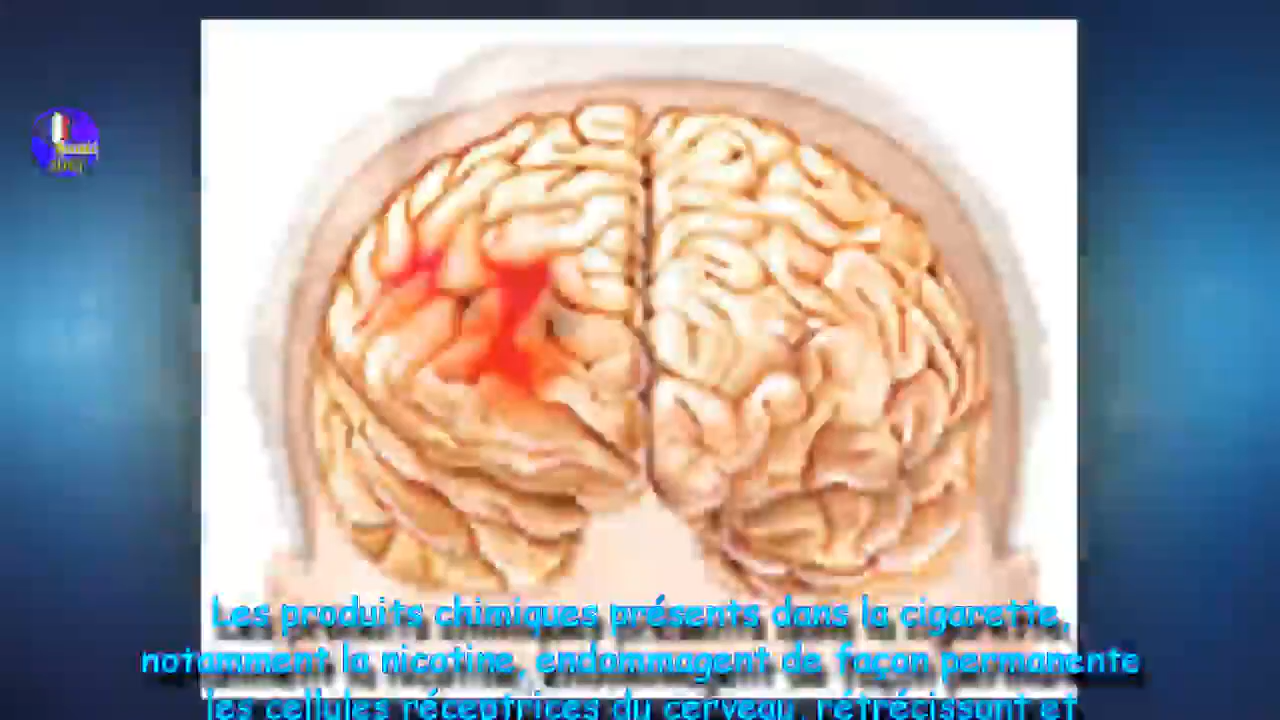 Les produits chimiques présents dans la cigarette,
notamment la nicotine, endommagent de façon permanente
les cellules réceptrices du cerveau, rétrécissant et